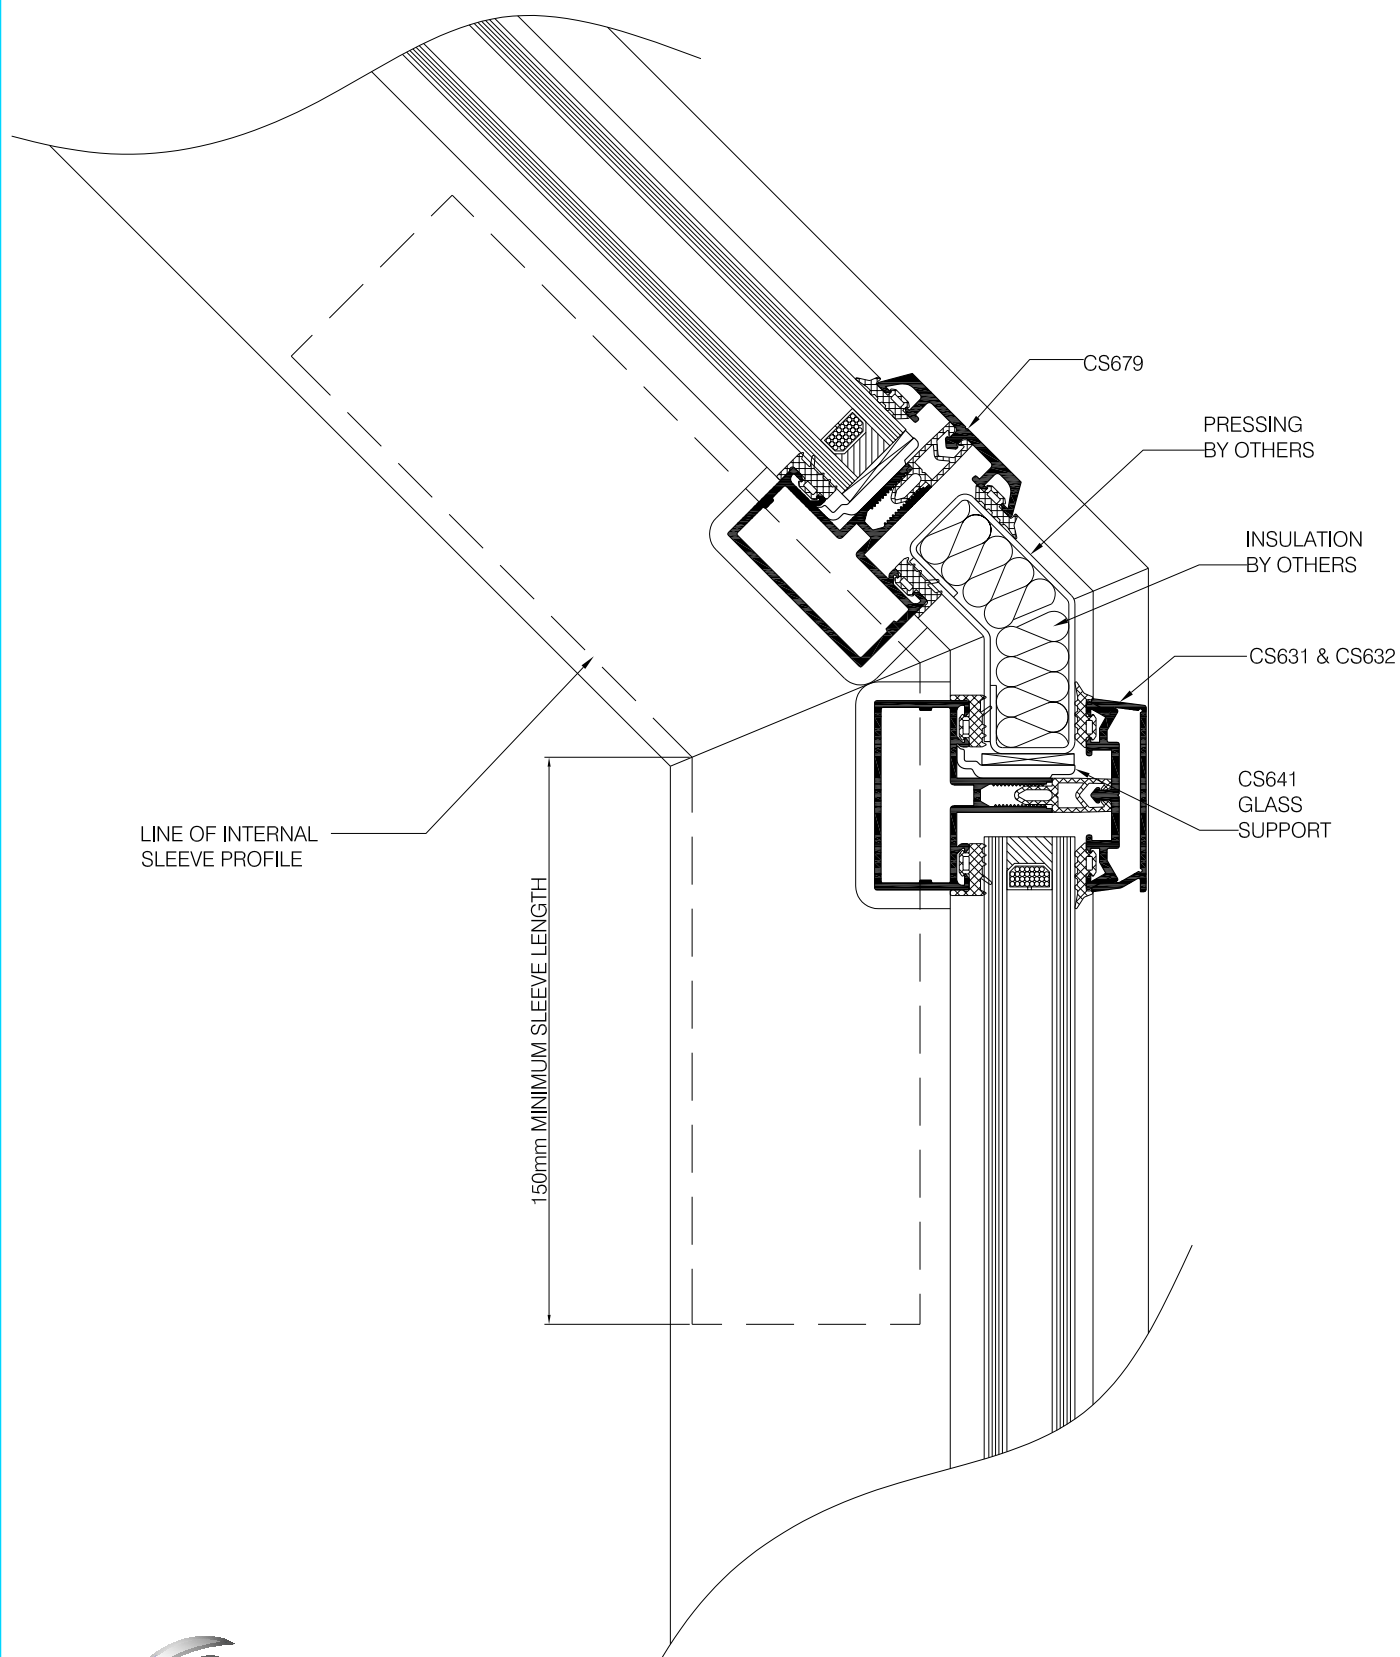 CS679
PRESSING
BY OTHERS
INSULATION
BY OTHERS
CS631 & CS632
CS641
GLASS
SUPPORT
LINE OF INTERNAL
SLEEVE PROFILE
150mm MINIMUM SLEEVE LENGTH